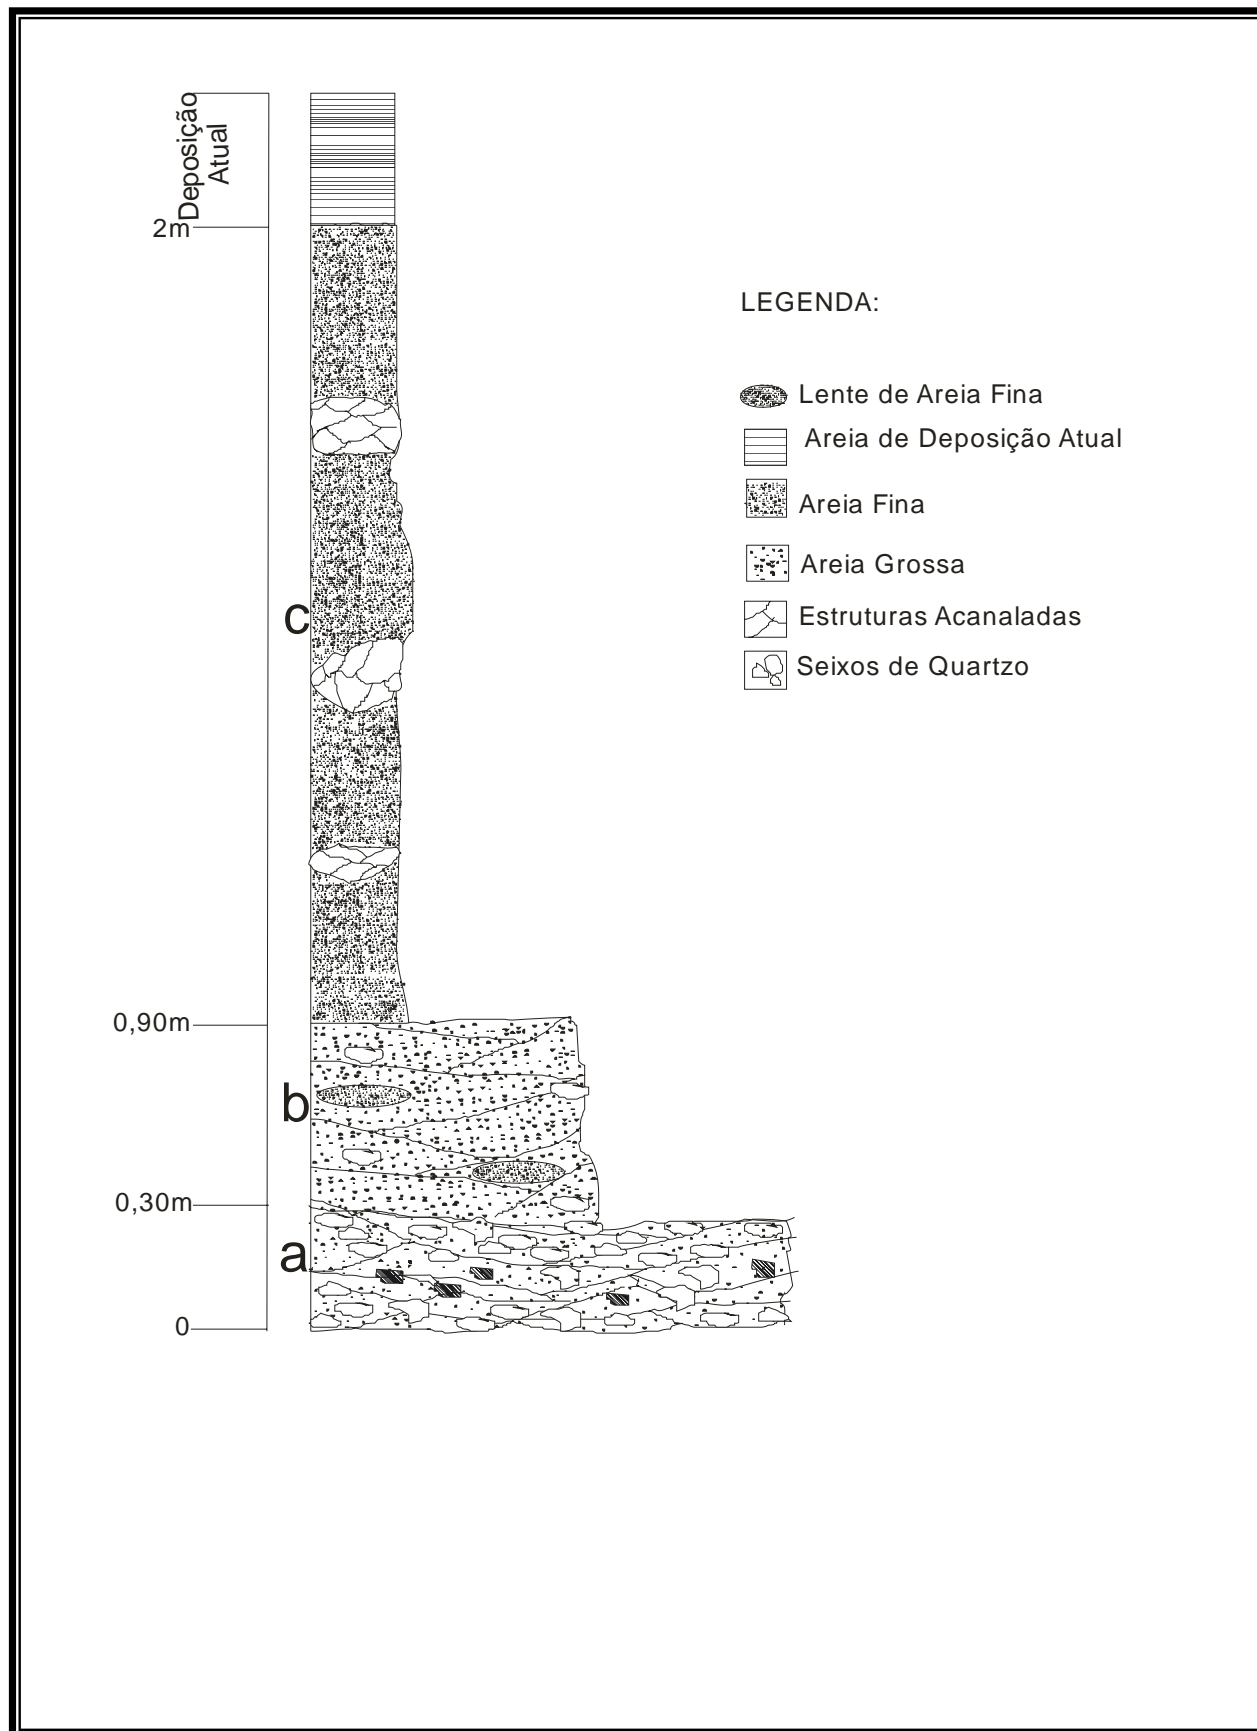 Deposição
Atual
2m
LEGENDA:
Lente de Areia Fina
Areia de Deposição Atual
Areia Fina
Areia Grossa
Estruturas Acanaladas
Seixos de Quartzo
c
0,90m
b
0,30m
a
0